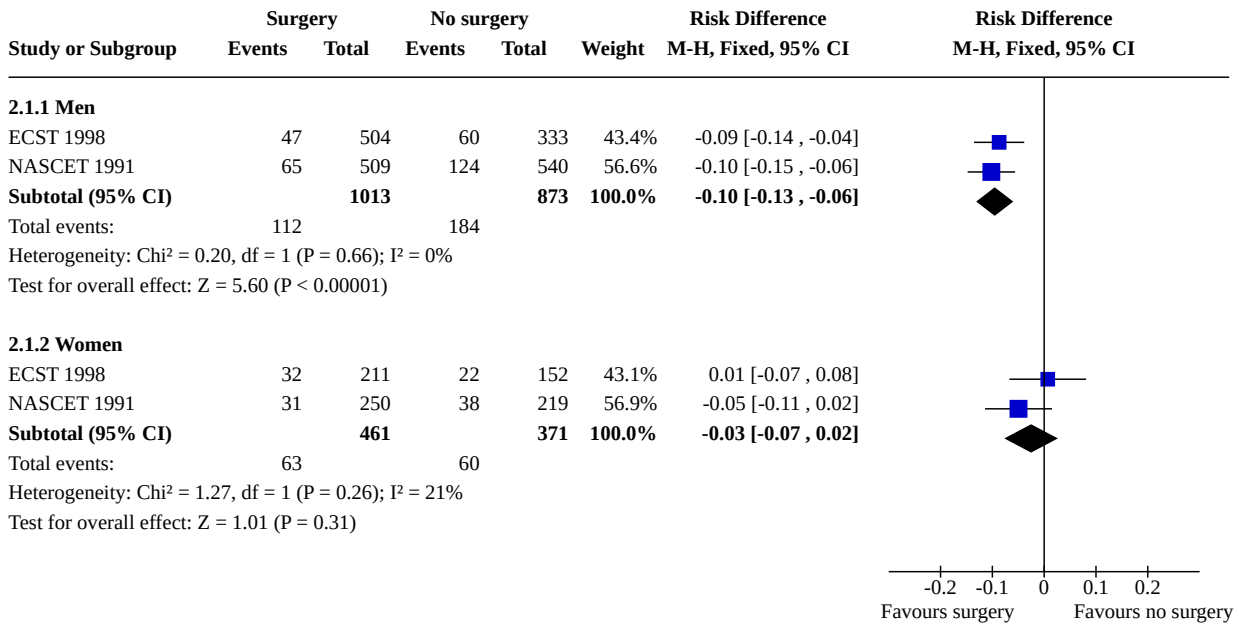 Surgery No surgery Risk Difference Risk Difference
Study or Subgroup Events Total Events Total Weight M-H, Fixed, 95% CI M-H, Fixed, 95% CI
2.1.1 Men
ECST 1998 47 504 60 333 43.4% -0.09 [-0.14 , -0.04]
NASCET 1991 65 509 124 540 56.6% -0.10 [-0.15 , -0.06]
Subtotal (95% CI) 1013 873 100.0% -0.10 [-0.13 , -0.06]
Total events: 112 184
Heterogeneity: Chi² = 0.20, df = 1 (P = 0.66); I² = 0%
Test for overall effect: Z = 5.60 (P < 0.00001)
2.1.2 Women
ECST 1998 32 211 22 152 43.1% 0.01 [-0.07 , 0.08]
NASCET 1991 31 250 38 219 56.9% -0.05 [-0.11 , 0.02]
Subtotal (95% CI) 461 371 100.0% -0.03 [-0.07 , 0.02]
Total events: 63 60
Heterogeneity: Chi² = 1.27, df = 1 (P = 0.26); I² = 21%
Test for overall effect: Z = 1.01 (P = 0.31)
-0.2 -0.1 0 0.1 0.2
Favours surgery Favours no surgery